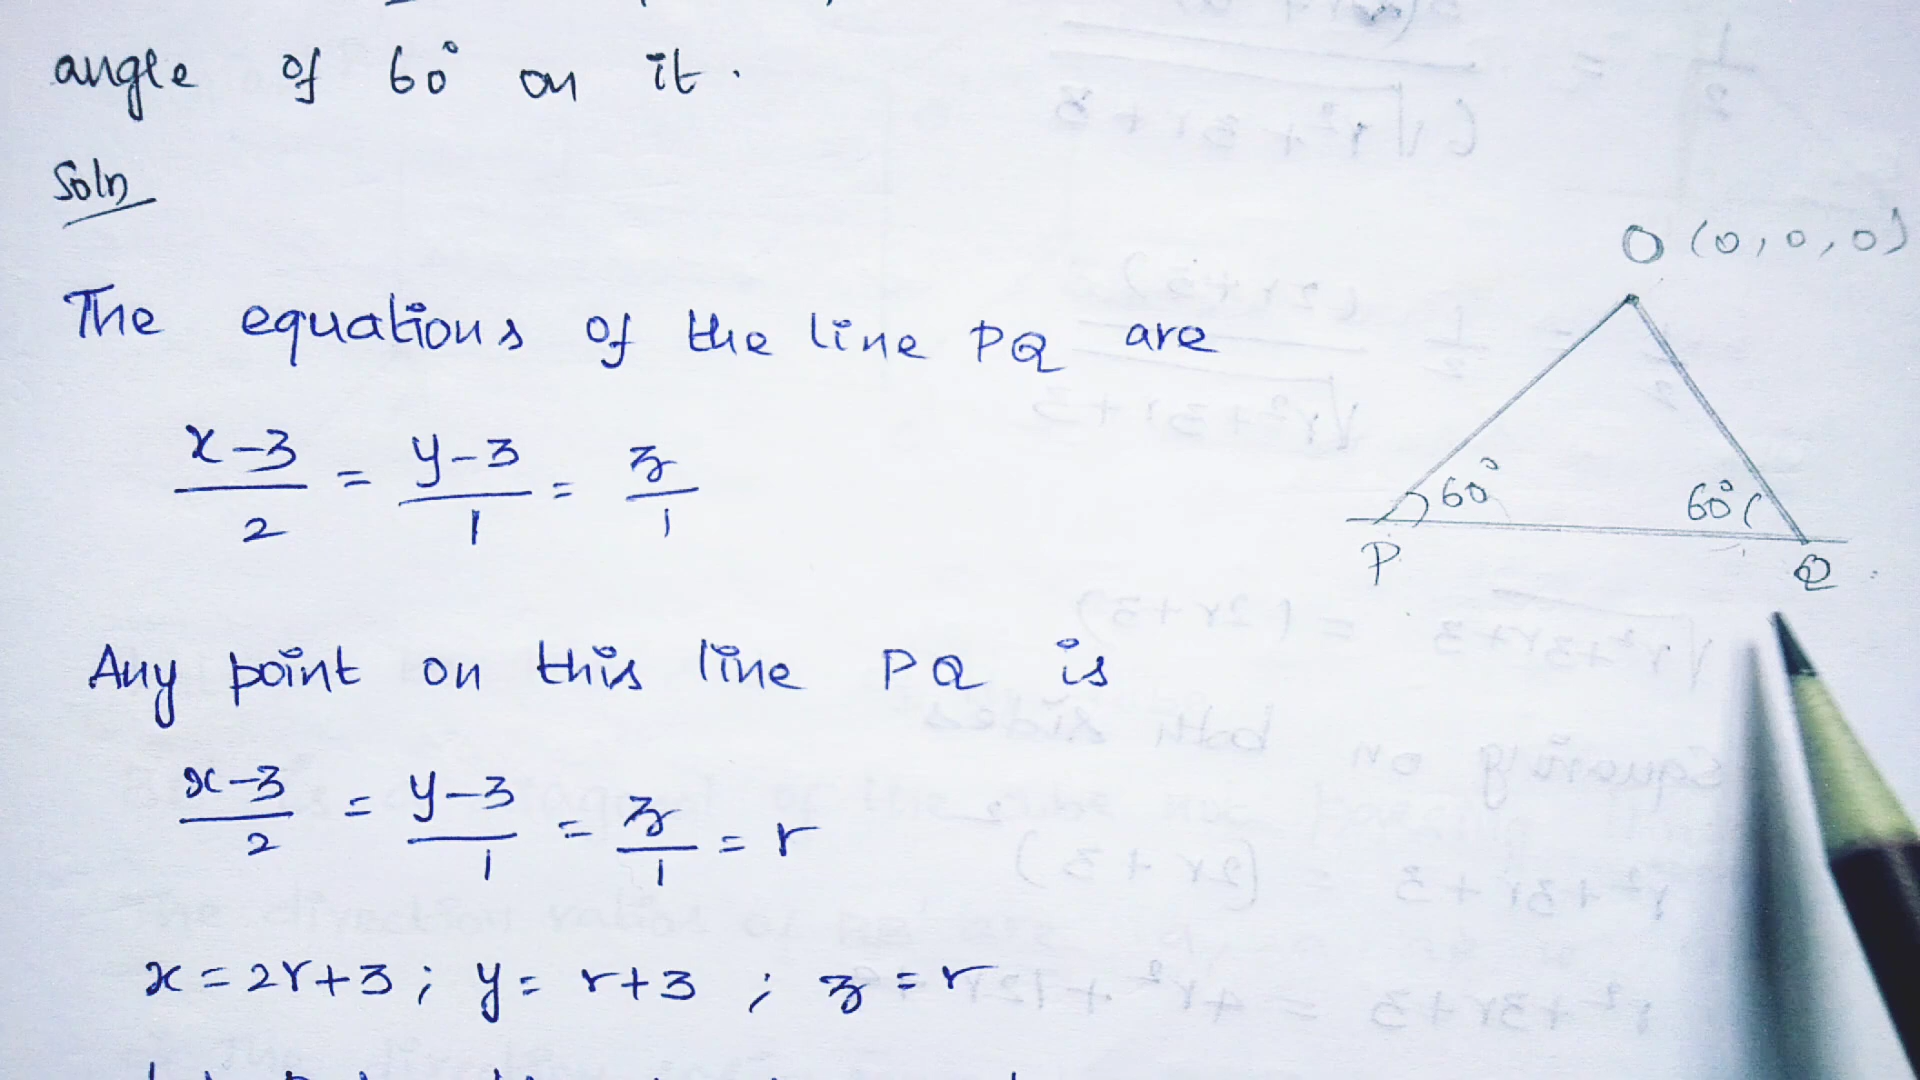 angle of 60° on it.
Soln
The equations of the line PQ are
x-3/2 = y-3/1 = z/1
O (0,0,0)
60° 60°
P Q
Any point on this line PQ is
x-3/2 = y-3/1 = z/1 = r
x = 2r+3 ; y = r+3 ; z = r